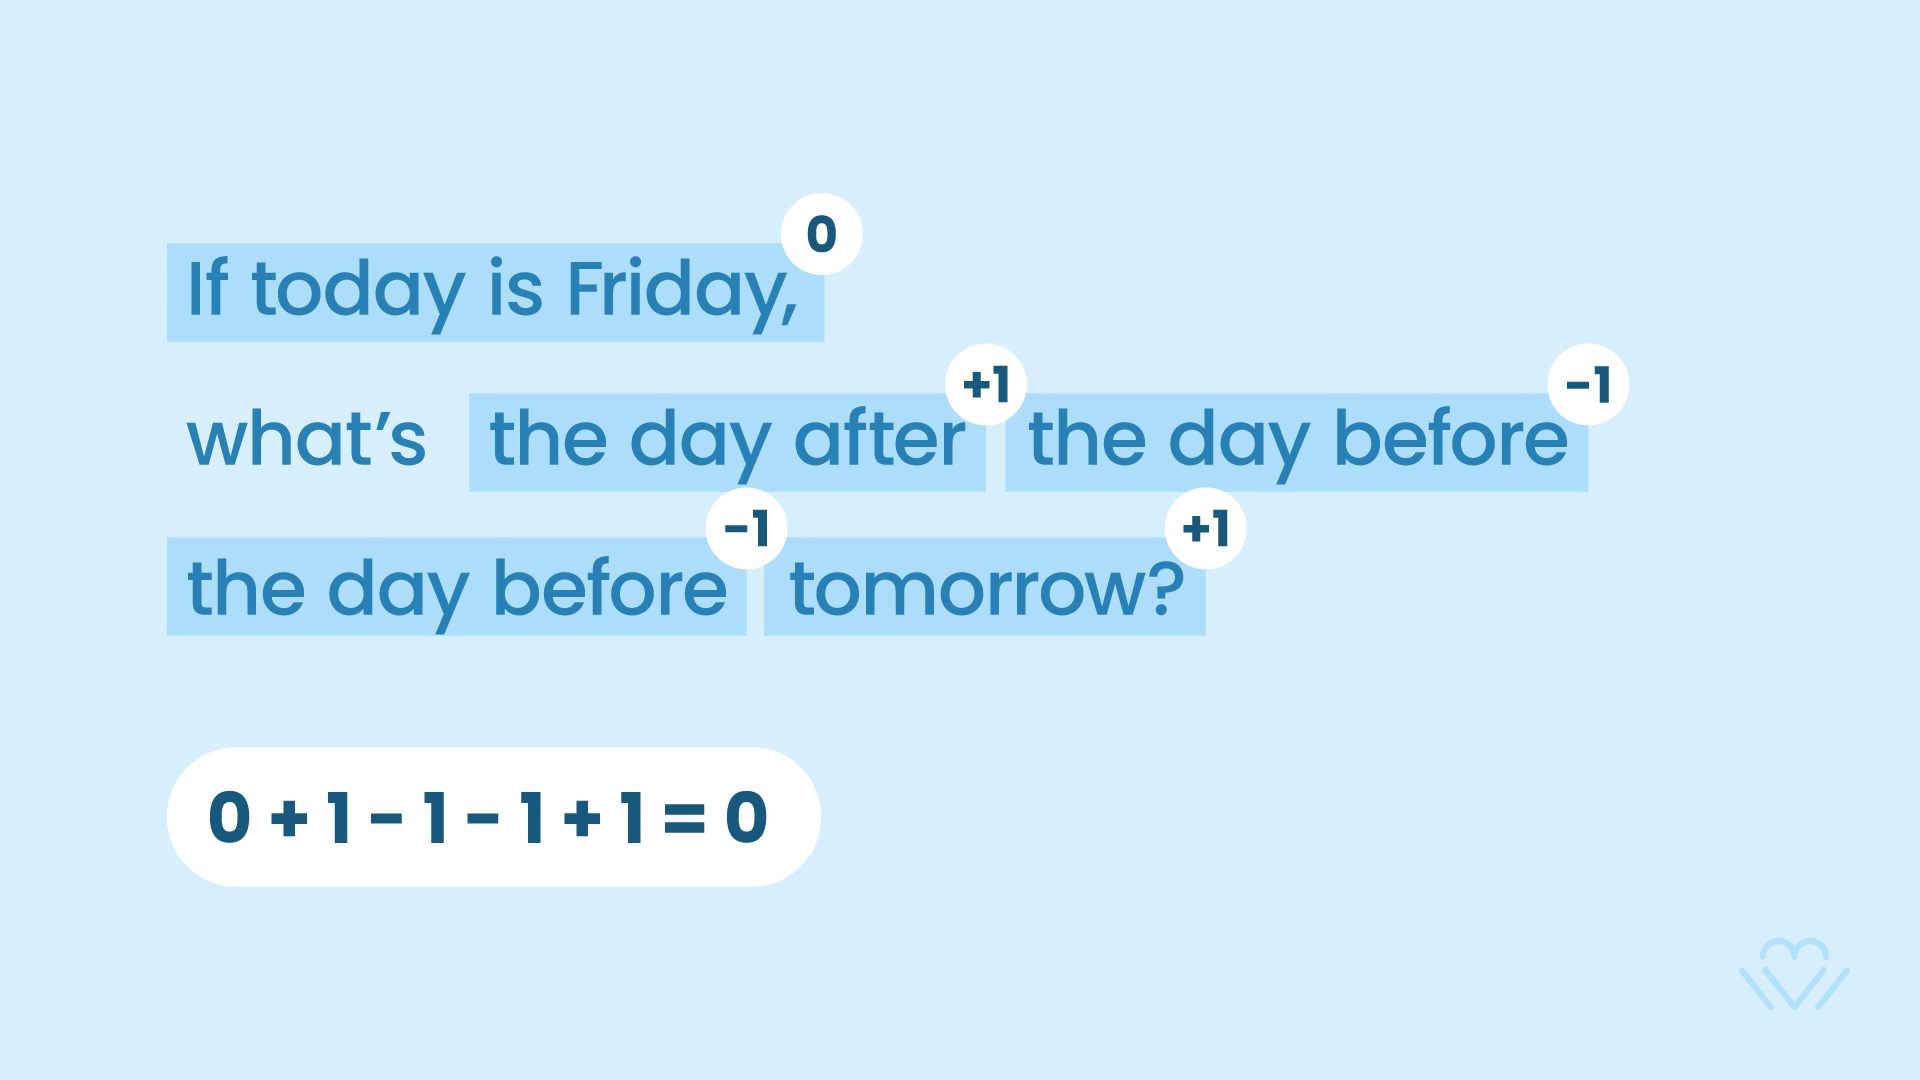 0
If today is Friday,
+1 -1
what’s the day after the day before
-1 +1
the day before tomorrow?
0 + 1 - 1 - 1 + 1 = 0